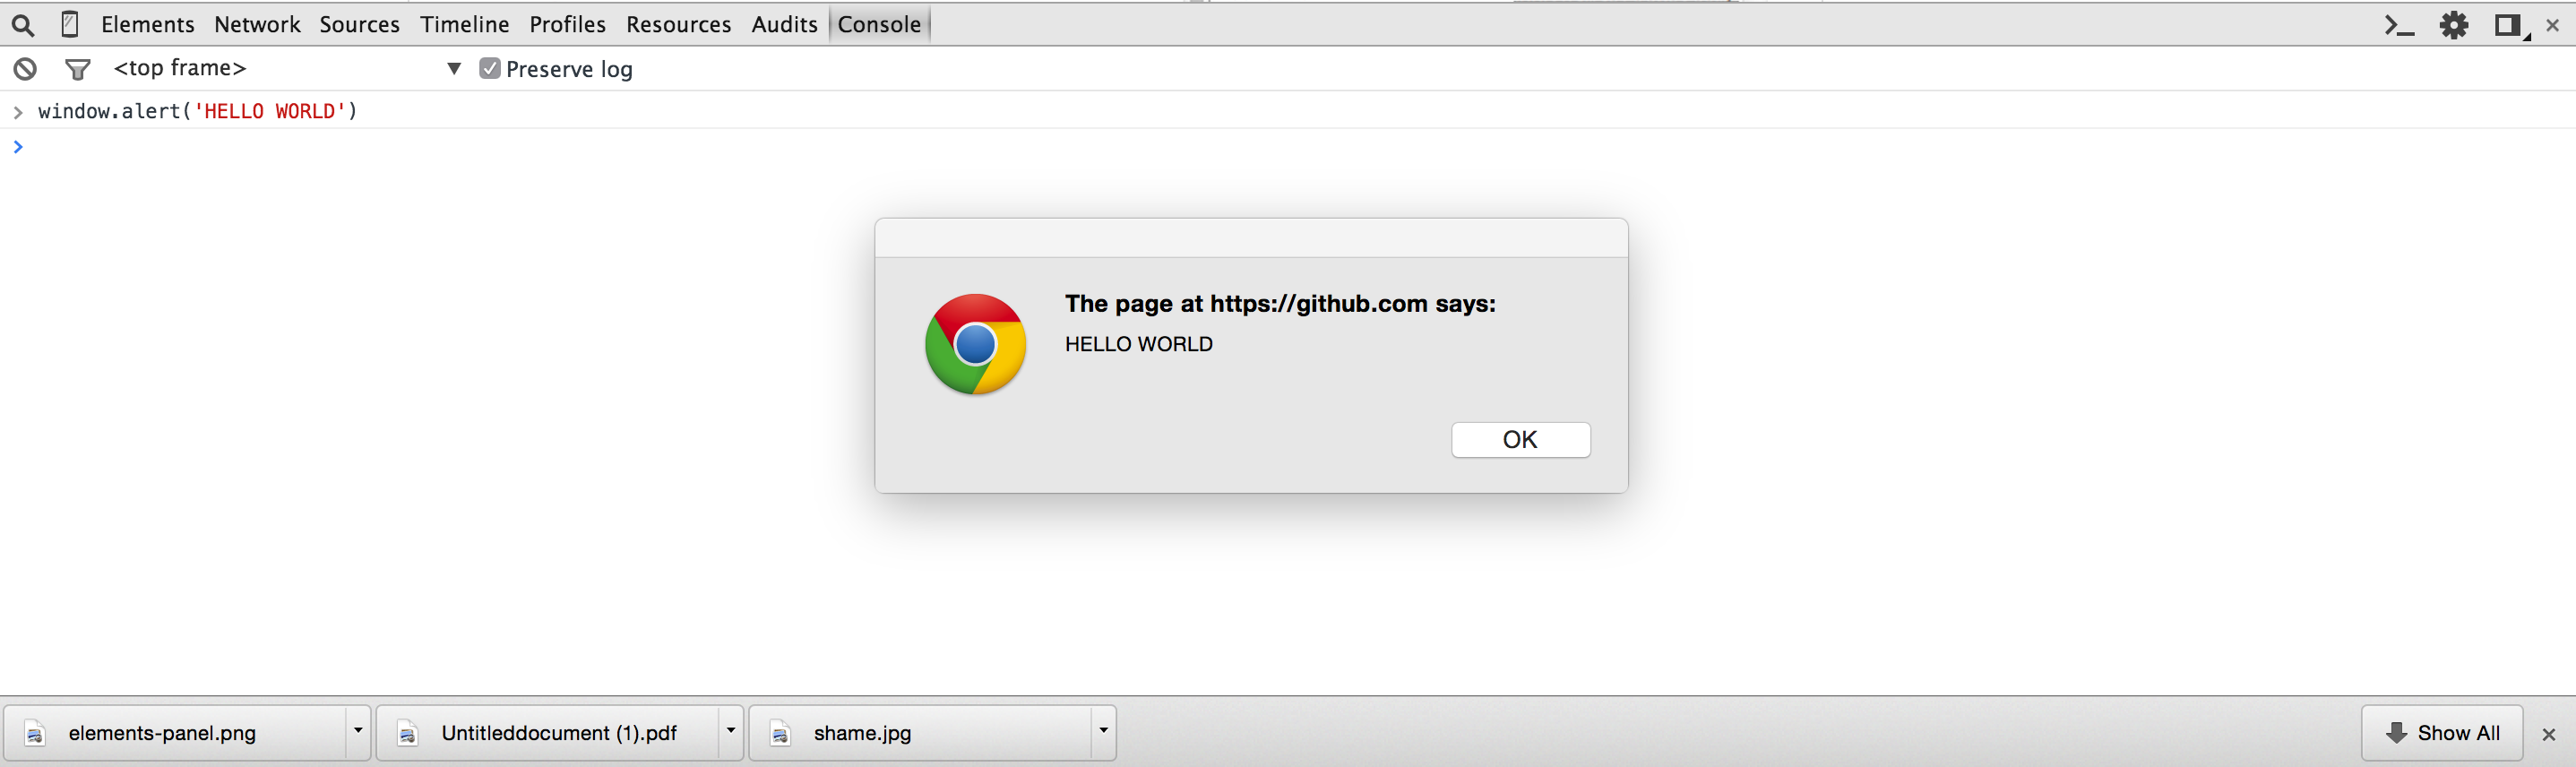 Elements Network Sources Timeline Profiles Resources Audits Console
<top frame> Preserve log
window.alert('HELLO WORLD')
The page at https://github.com says:
HELLO WORLD
OK
elements-panel.png Untitleddocument (1).pdf shame.jpg Show All